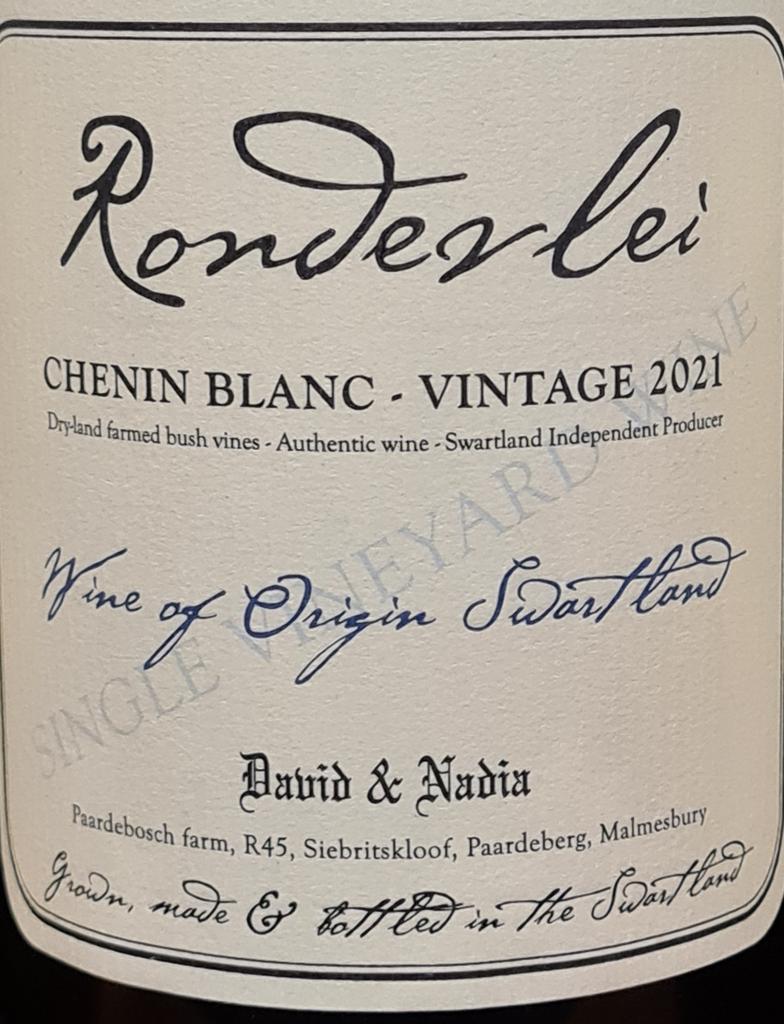 Rondevlei
CHENIN BLANC - VINTAGE 2021
Dry-land farmed bush vines - Authentic wine - Swartland Independent Producer
Wine of Origin Swartland
SINGLE VINEYARD WINE
David & Nadia
Paardebosch farm, R45, Siebritskloof, Paardeberg, Malmesbury
Grown, made & bottled in the Swartland